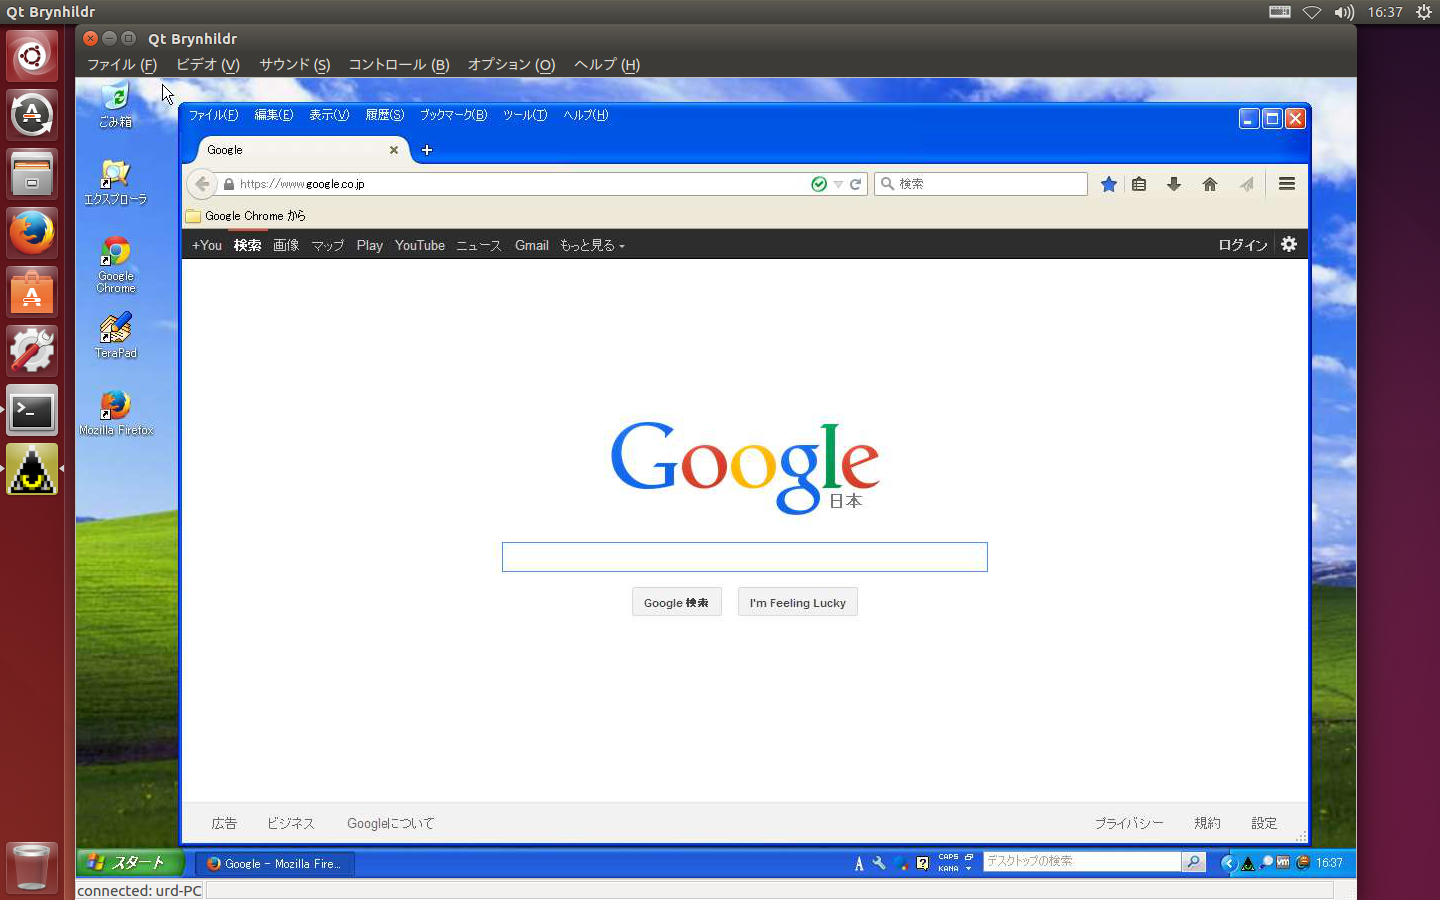 Qt Brynhildr
16:37
Qt Brynhildr
ファイル (F) ビデオ (V) サウンド (S) コントロール (B) オプション (O) ヘルプ (H)
ごみ箱
エクスプローラ
Google
Chrome
TeraPad
Mozilla Firefox
ファイル(F) 編集(E) 表示(V) 履歴(S) ブックマーク(B) ツール(T) ヘルプ(H)
Google
https://www.google.co.jp
検索
Google Chrome から
+You 検索 画像 マップ Play YouTube ニュース Gmail もっと見る
ログイン
Google
日本
Google 検索
I'm Feeling Lucky
広告 ビジネス Googleについて
プライバシー 規約 設定
スタート
Google - Mozilla Fire...
A
CAPS
KANA
デスクトップの検索
16:37
connected: urd-PC